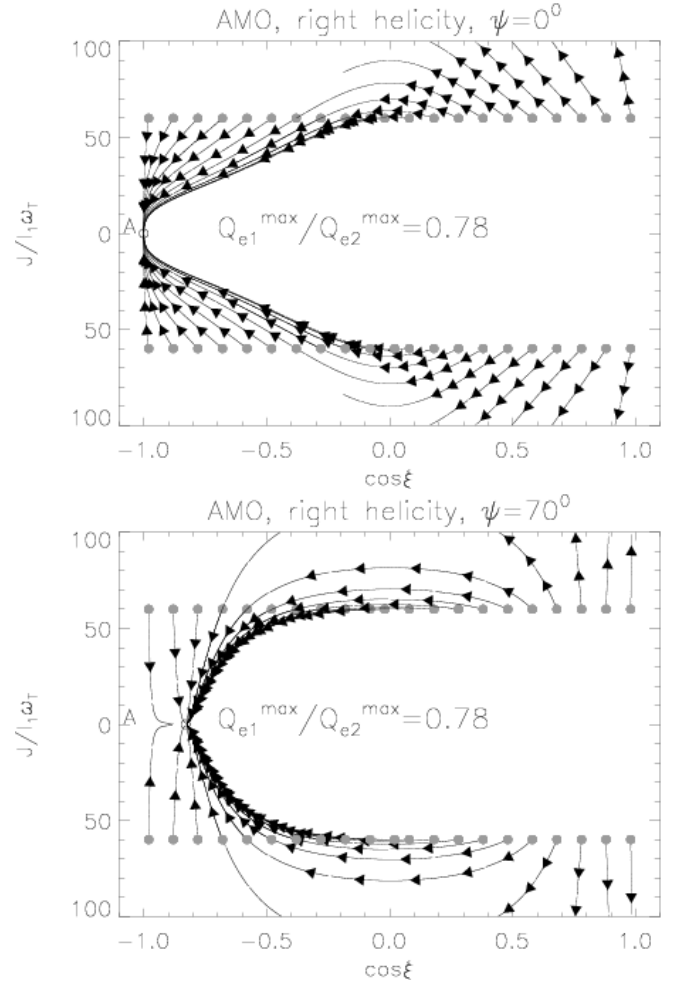 AMO, right helicity, ψ=0⁰
100
50
0
50
100
J/I₁ω_T
A
Q_e1^max/Q_e2^max=0.78
-1.0 -0.5 0.0 0.5 1.0
cosξ
AMO, right helicity, ψ=70⁰
100
50
0
50
100
J/I₁ω_T
A
Q_e1^max/Q_e2^max=0.78
-1.0 -0.5 0.0 0.5 1.0
cosξ